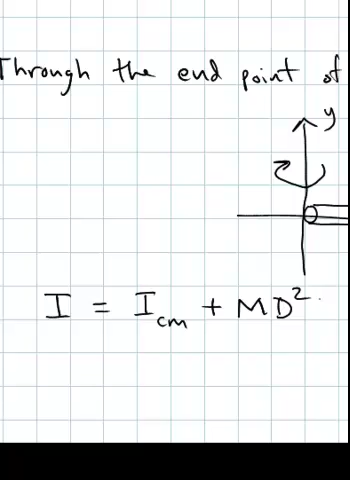 Through the end point of
y
I = I_cm + MD²